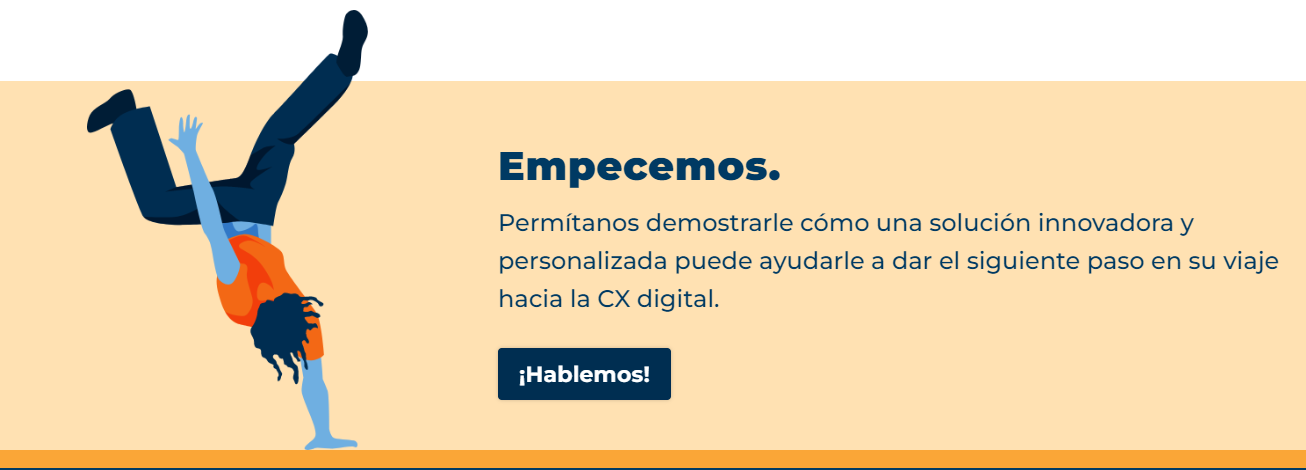 Empecemos.
Permítanos demostrarle cómo una solución innovadora y
personalizada puede ayudarle a dar el siguiente paso en su viaje
hacia la CX digital.
¡Hablemos!